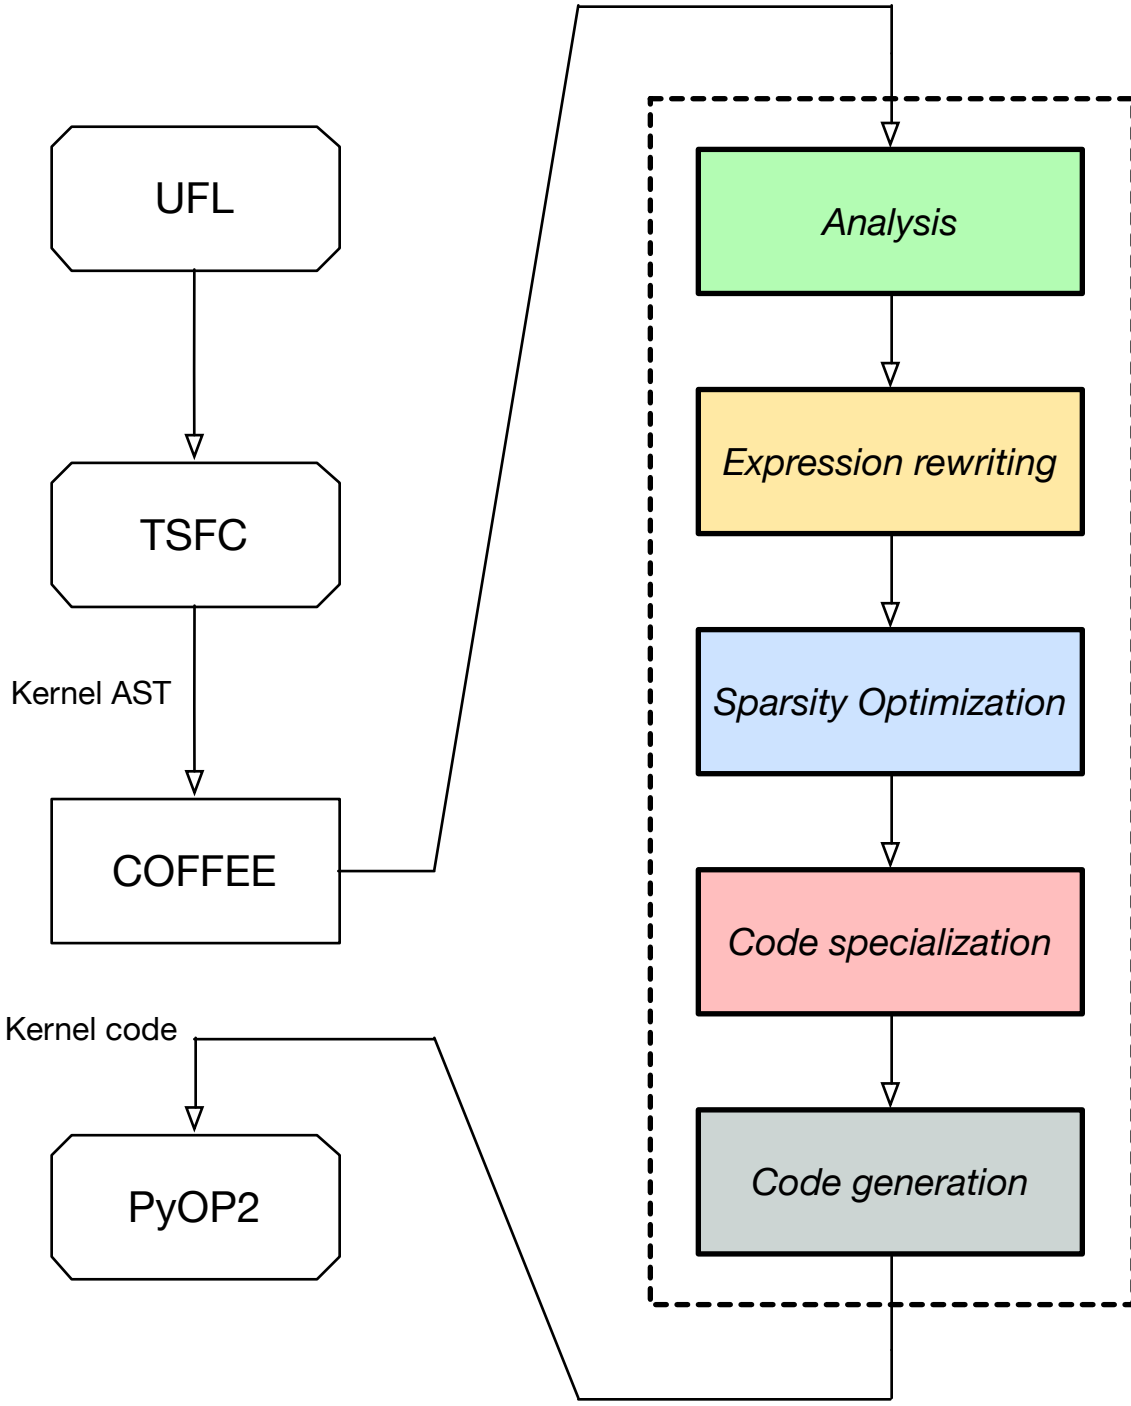 UFL
TSFC
Kernel AST
COFFEE
Kernel code
PyOP2
Analysis
Expression rewriting
Sparsity Optimization
Code specialization
Code generation